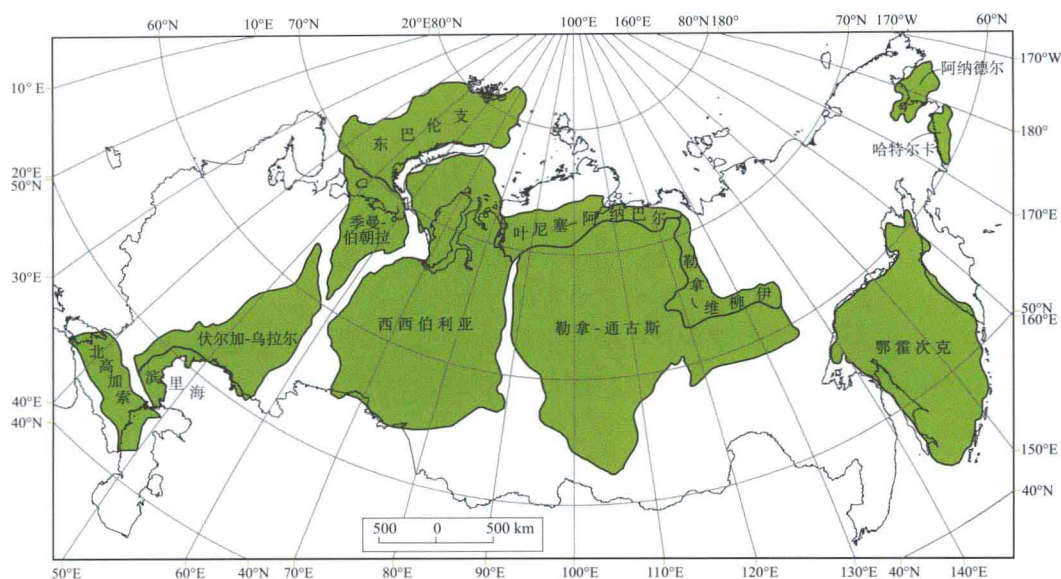 60°N 10°E 70°N 20°E 80°N 100°E 160°E 80°N 180° 70°N 170°W 60°N
170°W
阿纳德尔
10°E
180°
东巴伦支
哈特尔卡
20°E
50°N
170°E
叶尼塞-阿纳巴尔
季曼-
伯朝拉
勒拿-维柳伊
30°E
50°N
160°E
西西伯利亚
勒拿-通古斯
伏尔加-乌拉尔
鄂霍次克
北高加索
滨里海
40°E
40°N
150°E
40°N
500 0 500 km
50°E 60°E 40°N 70°E 80°E 90°E 100°E 110°E 120°E 130°E 40°N 140°E